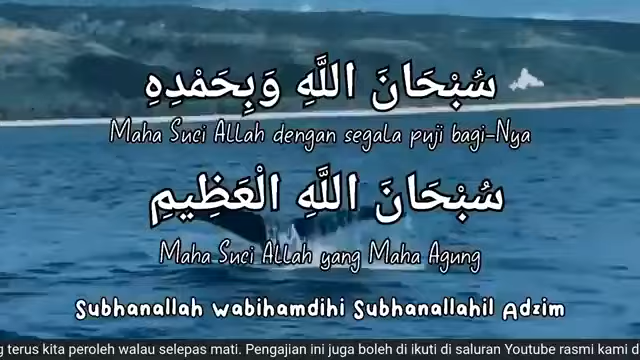 سُبْحَانَ اللَّهِ وَبِحَمْدِهِ
Maha Suci Allah dengan segala puji bagi-Nya
سُبْحَانَ اللَّهِ الْعَظِيمِ
Maha Suci Allah yang Maha Agung
Subhanallah wabihamdihi Subhanallahil Adzim
terus kita peroleh walau selepas mati. Pengajian ini juga boleh di ikuti di saluran Youtube rasmi kami